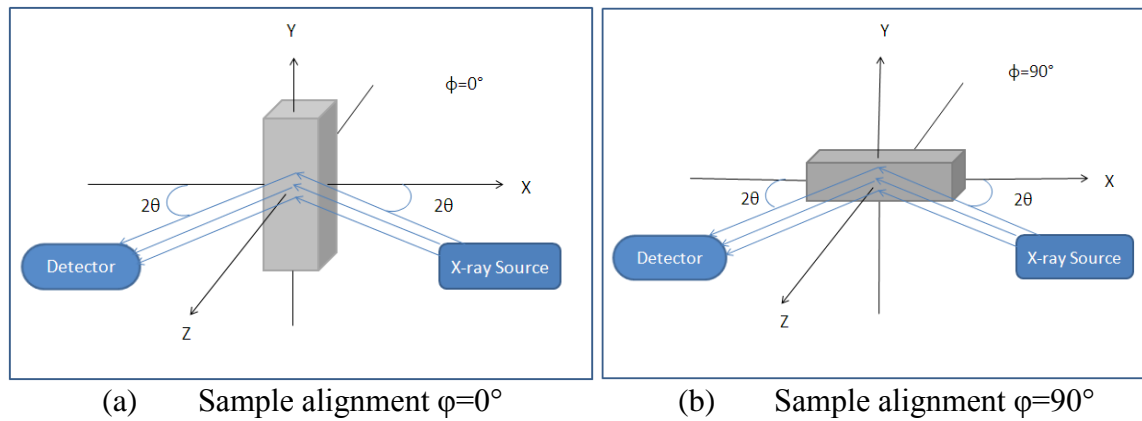 Y
ϕ=0°
X
2θ
2θ
Detector
X-ray Source
Z
(a) Sample alignment φ=0°
Y
ϕ=90°
X
2θ
2θ
Detector
X-ray Source
Z
(b) Sample alignment φ=90°